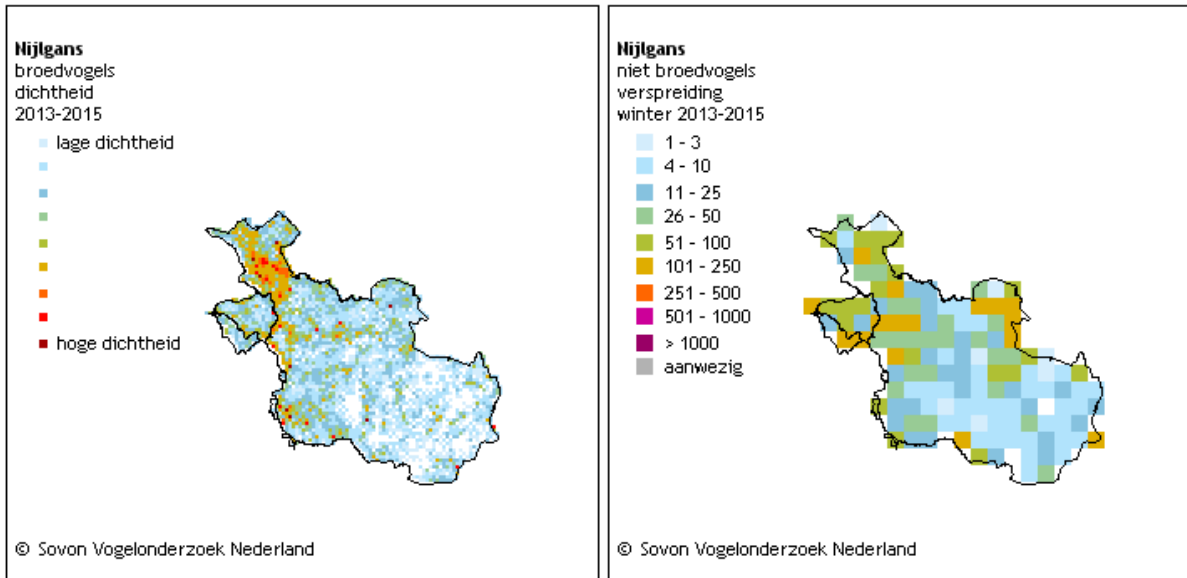 Nijlgans
broedvogels
dichtheid
2013-2015
lage dichtheid
hoge dichtheid
© Sovon Vogelonderzoek Nederland
Nijlgans
niet broedvogels
verspreiding
winter 2013-2015
1 - 3
4 - 10
11 - 25
26 - 50
51 - 100
101 - 250
251 - 500
501 - 1000
> 1000
aanwezig
© Sovon Vogelonderzoek Nederland